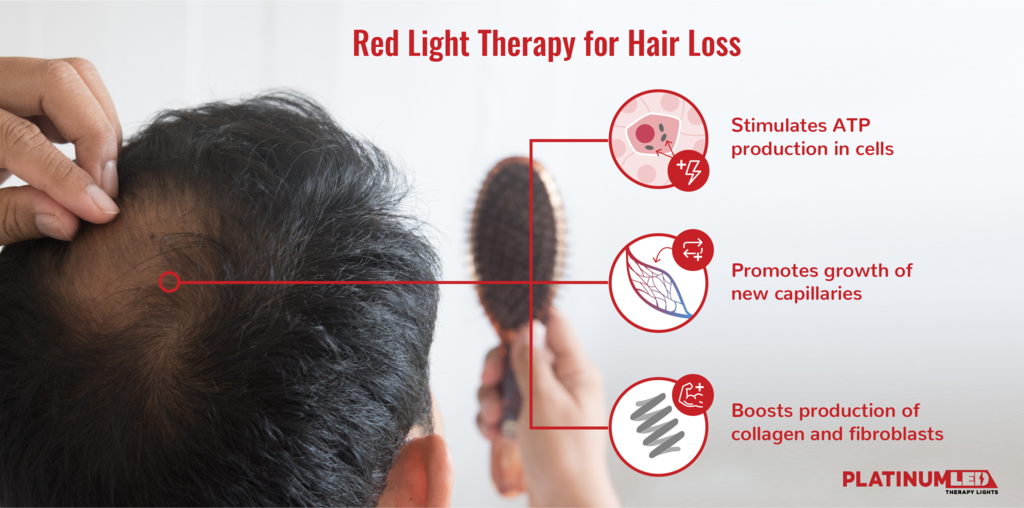 Red Light Therapy for Hair Loss
Stimulates ATP
production in cells
Promotes growth of
new capillaries
Boosts production of
collagen and fibroblasts
PLATINUMLED
THERAPY LIGHTS